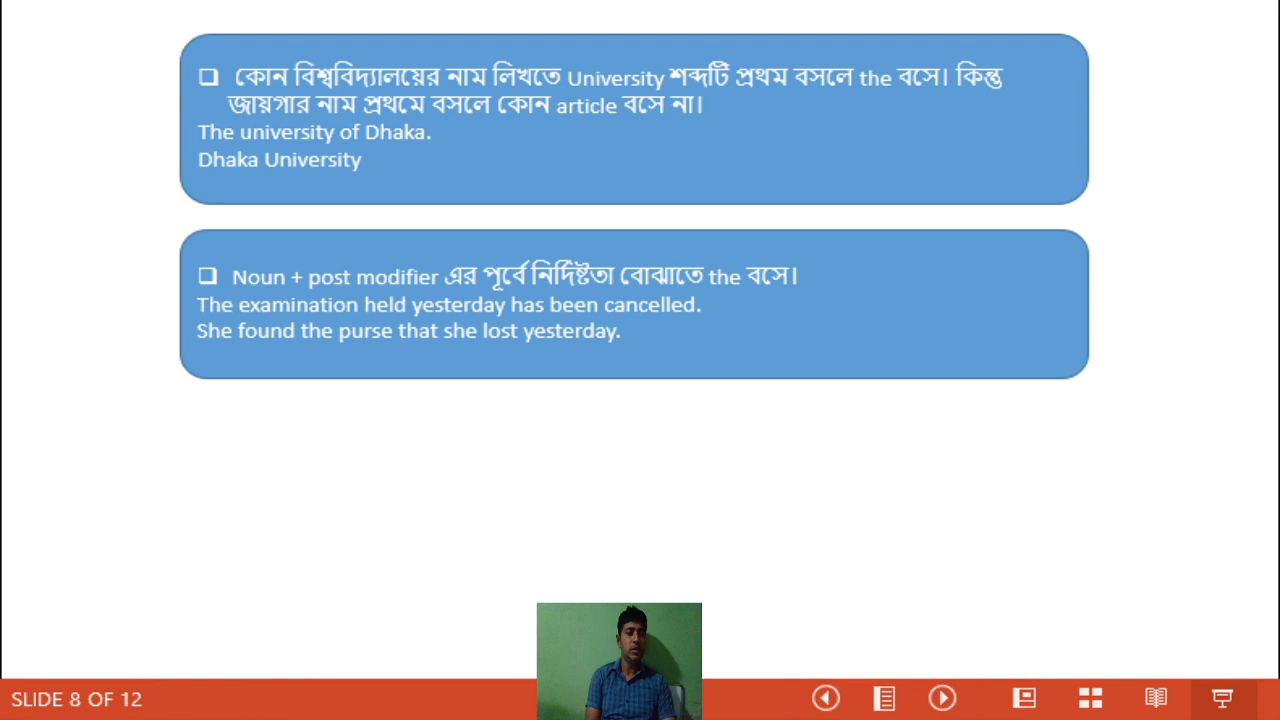 ❑ কোন বিশ্ববিদ্যালয়ের নাম লিখতে University শব্দটি প্রথম বসলে the বসে। কিন্তু
জায়গার নাম প্রথমে বসলে কোন article বসে না।
The university of Dhaka.
Dhaka University
❑ Noun + post modifier এর পূর্বে নির্দিষ্টতা বোঝাতে the বসে।
The examination held yesterday has been cancelled.
She found the purse that she lost yesterday.
SLIDE 8 OF 12